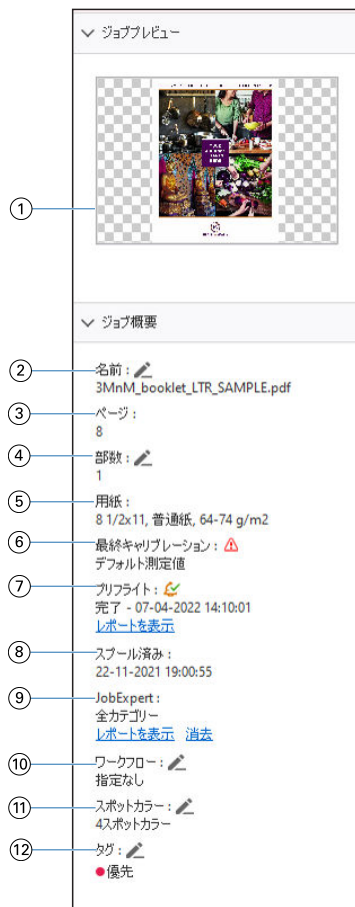 ジョブプレビュー
①
ジョブ概要
② 名前：
3MnM_booklet_LTR_SAMPLE.pdf
③ ページ：
8
④ 部数：
1
⑤ 用紙：
8 1/2x11, 普通紙, 64-74 g/m2
⑥ 最終キャリブレーション：
デフォルト測定値
⑦ プリフライト：
完了 - 07-04-2022 14:10:01
レポートを表示
⑧ スプール済み：
22-11-2021 19:00:55
⑨ JobExpert：
全カテゴリー
レポートを表示 消去
⑩ ワークフロー：
指定なし
⑪ スポットカラー：
4スポットカラー
⑫ タグ：
優先